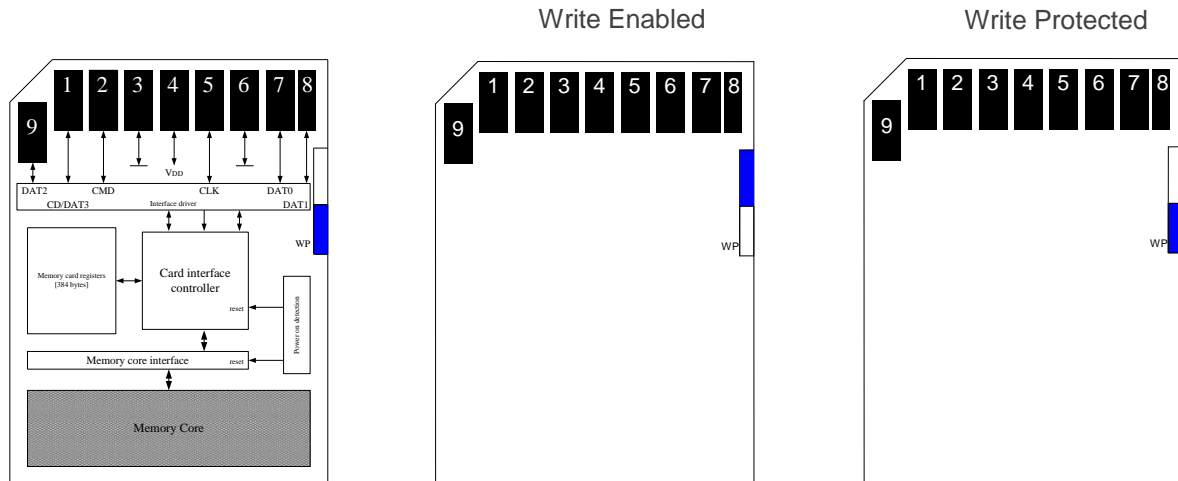 Write Enabled
Write Protected
1 2 3 4 5 6 7 8
9
VDD
DAT2 CMD CLK DAT0
CD/DAT3 Interface driver DAT1
WP
Memory card registers
[384 bytes]
Card interface
controller
reset
Power on detection
Memory core interface reset
Memory Core
1 2 3 4 5 6 7 8
9
WP
1 2 3 4 5 6 7 8
9
WP